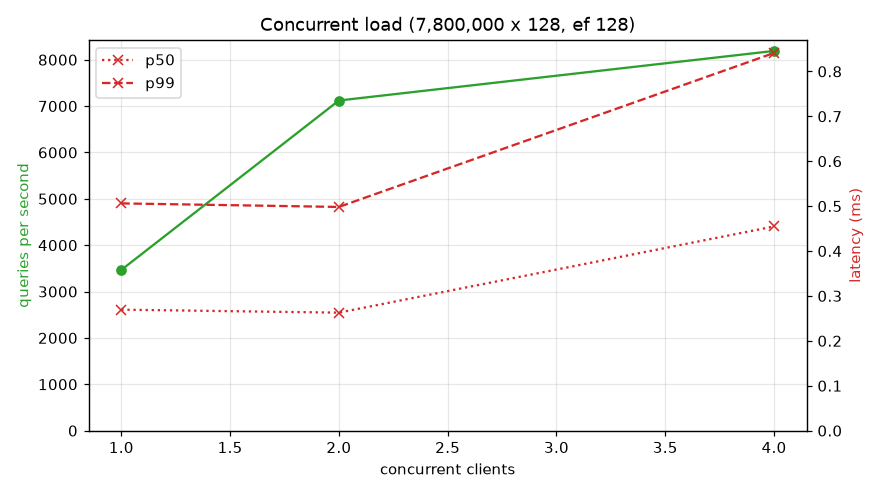 Concurrent load (7,800,000 x 128, ef 128)
p50
p99
queries per second
8000
7000
6000
5000
4000
3000
2000
1000
0
0.8
0.7
0.6
0.5
0.4
0.3
0.2
0.1
0.0
latency (ms)
1.0 1.5 2.0 2.5 3.0 3.5 4.0
concurrent clients